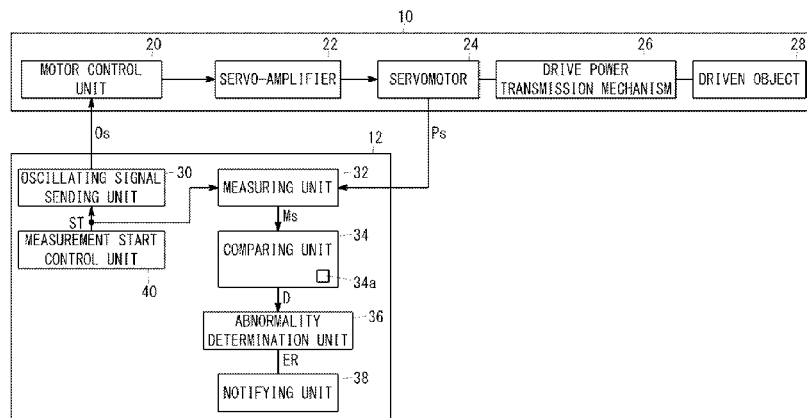 10
20
22
24
26
28
MOTOR CONTROL
UNIT
SERVO-AMPLIFIER
SERVOMOTOR
DRIVE POWER
TRANSMISSION MECHANISM
DRIVEN OBJECT
Os
Ps
12
OSCILLATING SIGNAL
SENDING UNIT
30
MEASURING UNIT
32
ST
Ms
MEASUREMENT START
CONTROL UNIT
40
COMPARING UNIT
34
34a
D
ABNORMALITY
DETERMINATION UNIT
36
ER
NOTIFYING UNIT
38